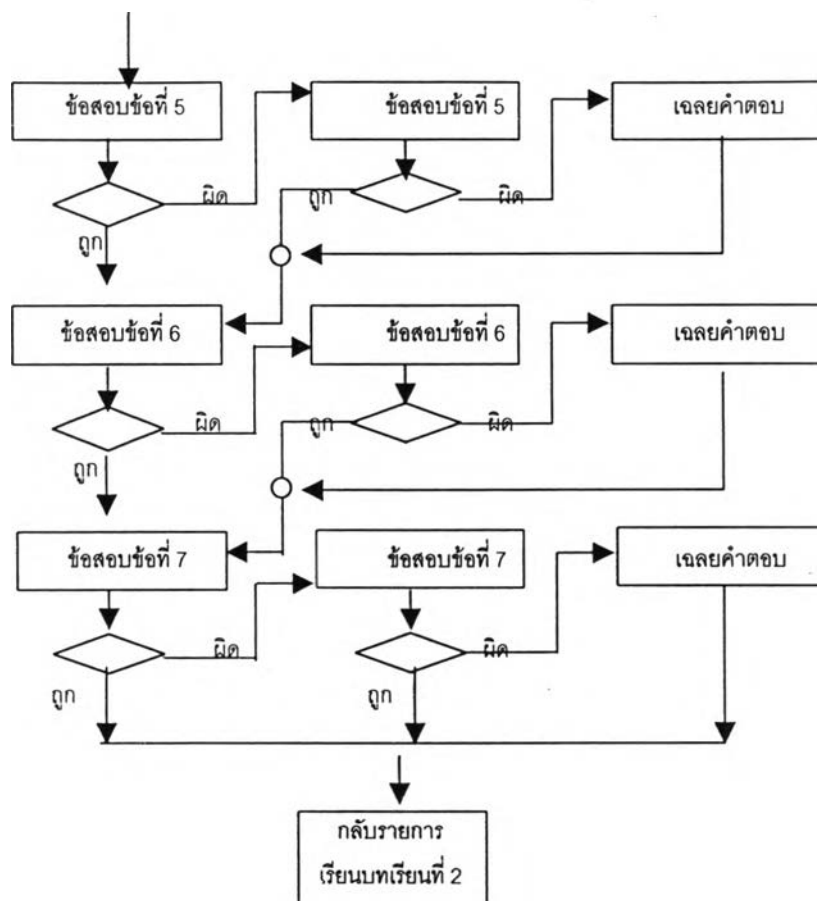 ข้อสอบข้อที่ 5
ข้อสอบข้อที่ 5
เฉลยคำตอบ
ผิด
ถูก
ผิด
ถูก
ข้อสอบข้อที่ 6
ข้อสอบข้อที่ 6
เฉลยคำตอบ
ผิด
ถูก
ผิด
ถูก
ข้อสอบข้อที่ 7
ข้อสอบข้อที่ 7
เฉลยคำตอบ
ผิด
ผิด
ถูก
ถูก
กลับรายการ
เรียนบทเรียนที่ 2